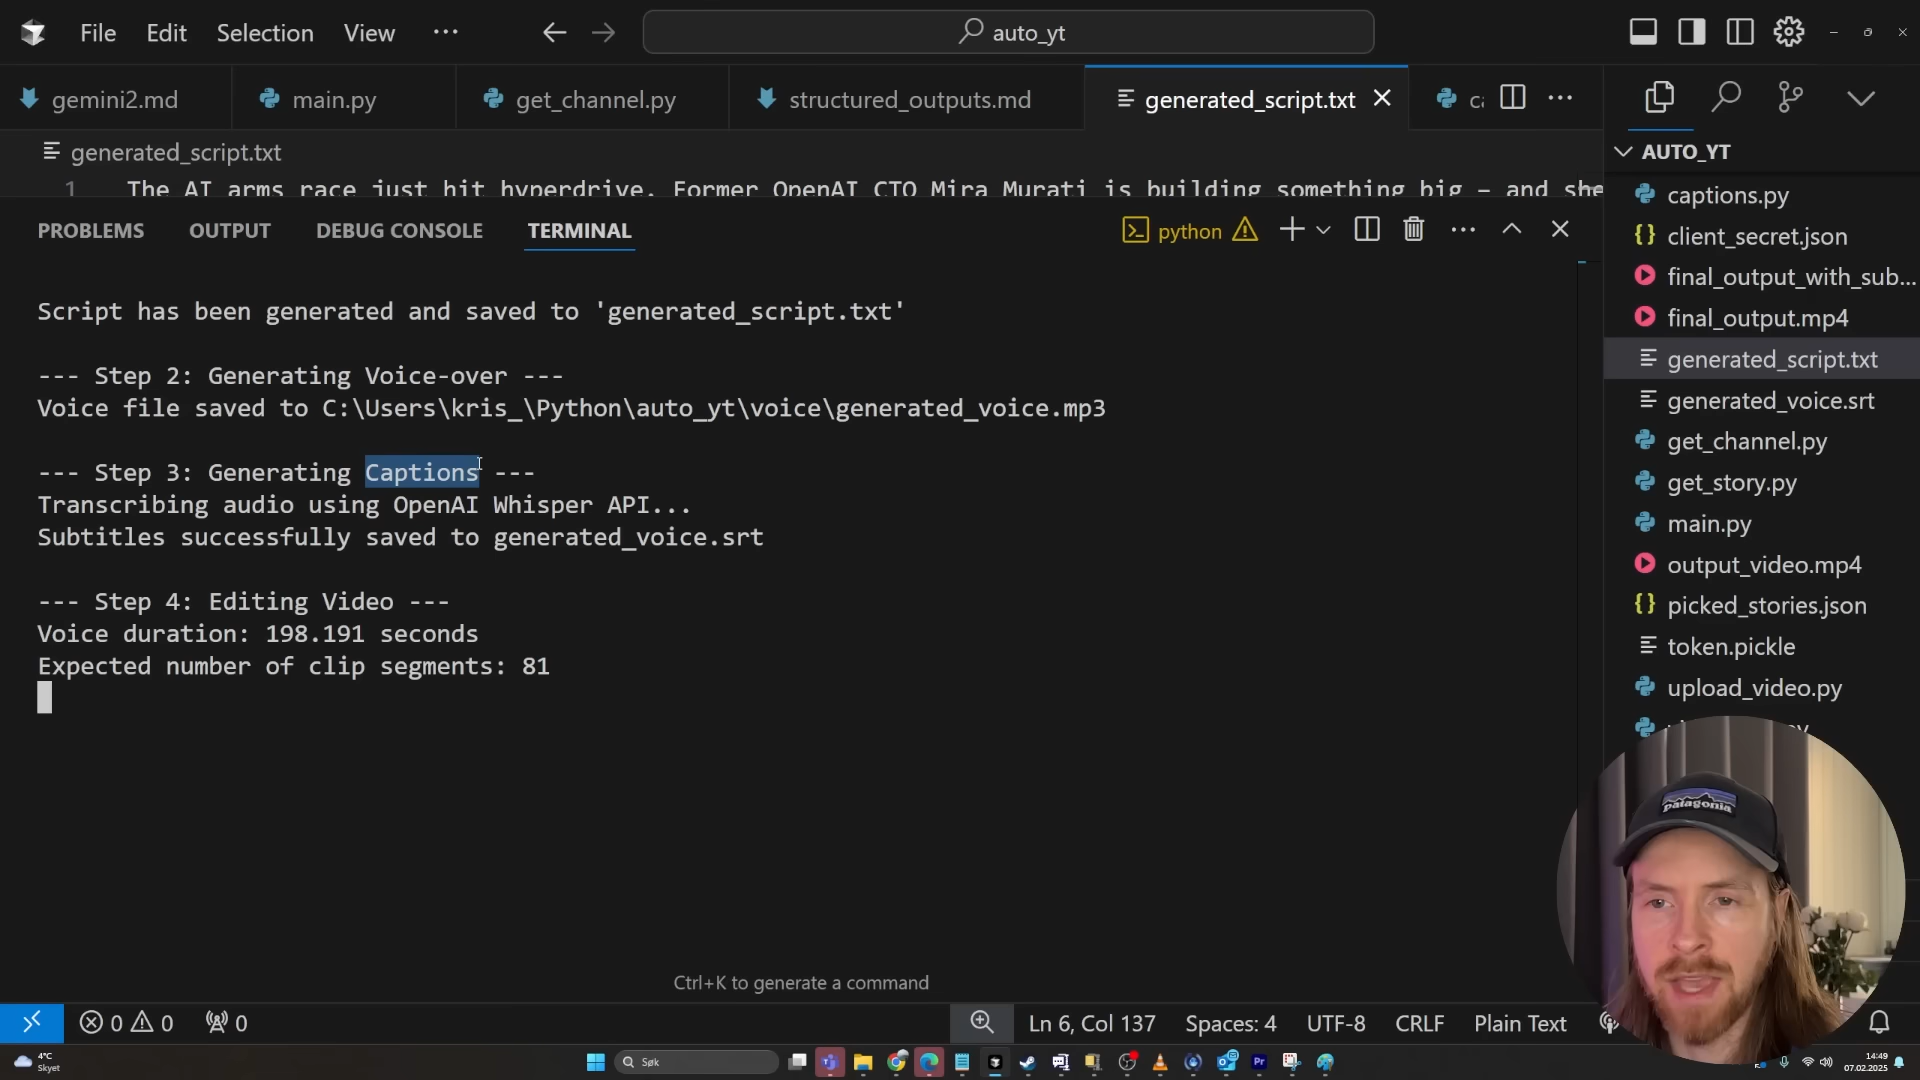 File Edit Selection View ··· auto_yt
gemini2.md main.py get_channel.py structured_outputs.md generated_script.txt
generated_script.txt
1 The AI arms race just hit hyperdrive. Former OpenAI CTO Mira Murati is building something big – and she
PROBLEMS OUTPUT DEBUG CONSOLE TERMINAL python
Script has been generated and saved to 'generated_script.txt'
--- Step 2: Generating Voice-over ---
Voice file saved to C:\Users\kris_\Python\auto_yt\voice\generated_voice.mp3
--- Step 3: Generating Captions ---
Transcribing audio using OpenAI Whisper API...
Subtitles successfully saved to generated_voice.srt
--- Step 4: Editing Video ---
Voice duration: 198.191 seconds
Expected number of clip segments: 81
Ctrl+K to generate a command
AUTO_YT
captions.py
client_secret.json
final_output_with_sub...
final_output.mp4
generated_script.txt
generated_voice.srt
get_channel.py
get_story.py
main.py
output_video.mp4
picked_stories.json
token.pickle
upload_video.py
patagonia
0 0 0 Ln 6, Col 137 Spaces: 4 UTF-8 CRLF Plain Text
4°C
Skyet
Søk
14:49
07.02.2025